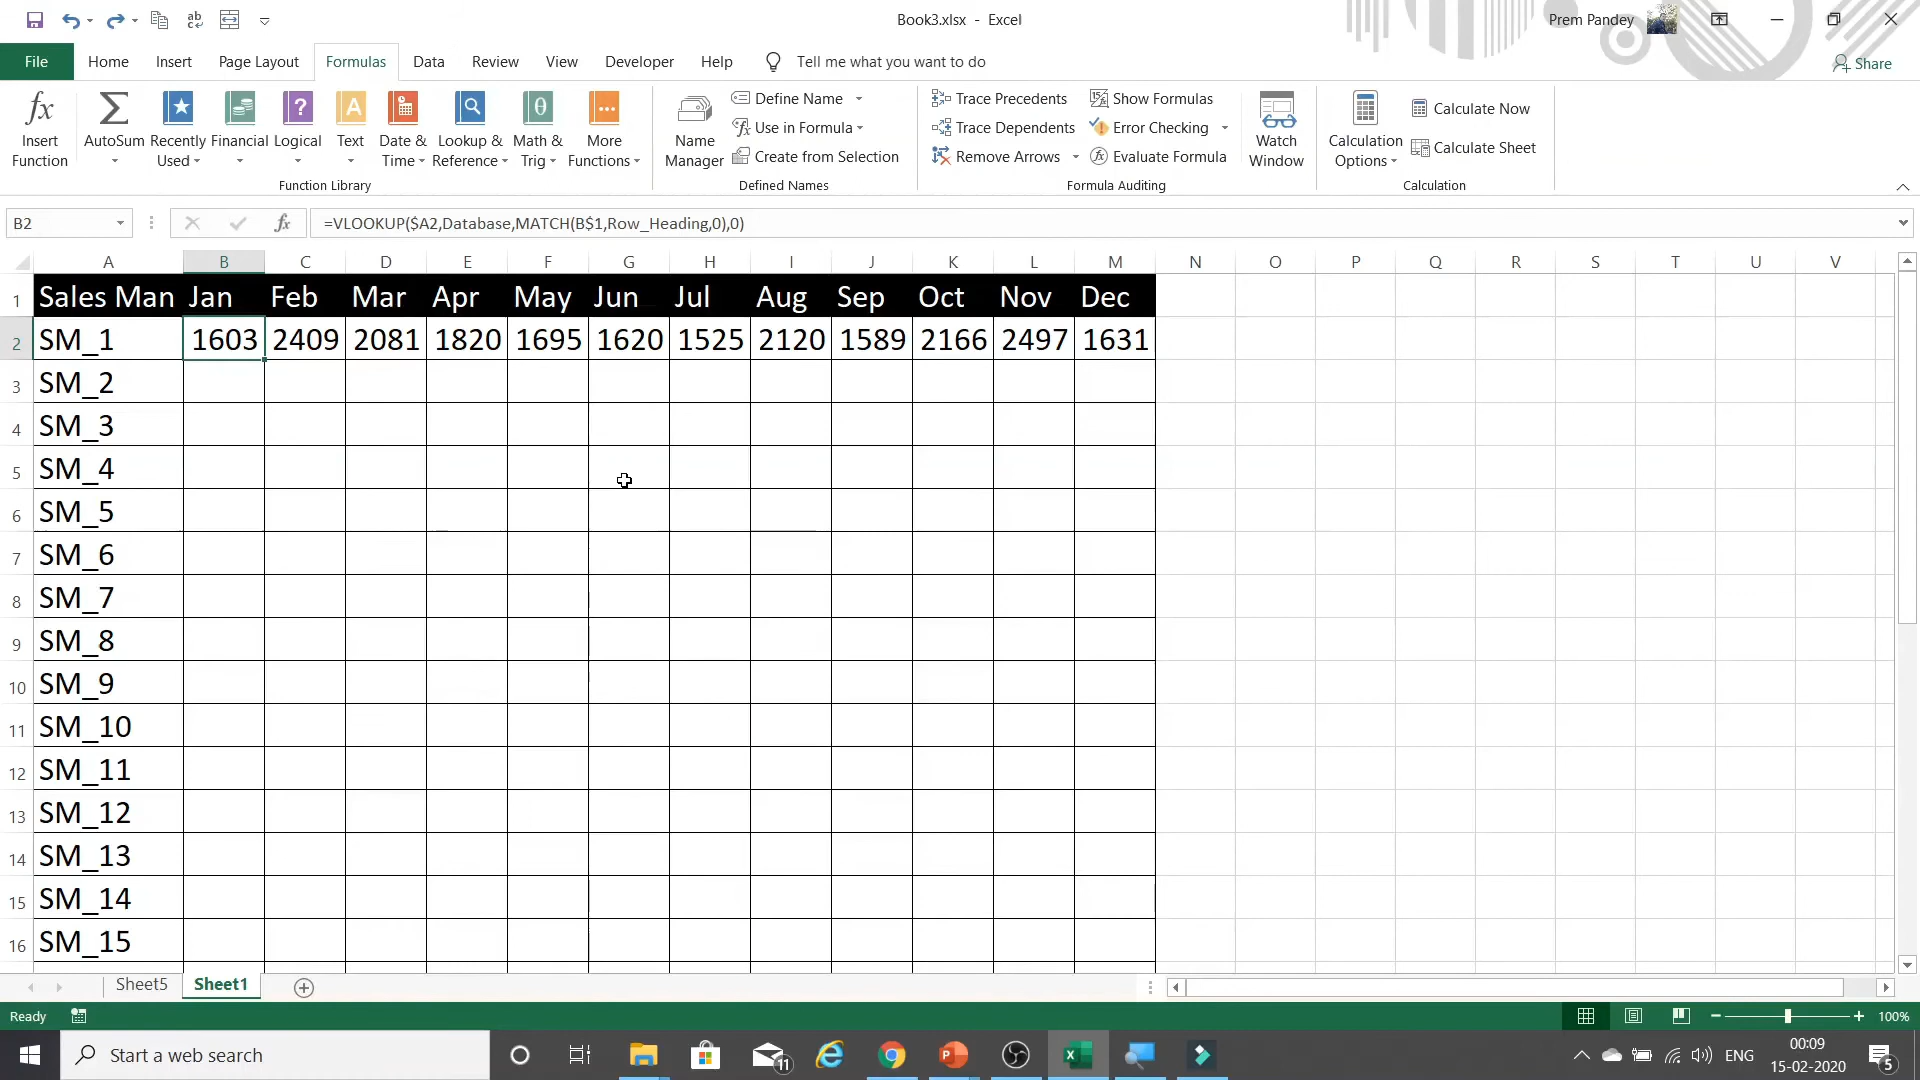 Book3.xlsx - Excel
Prem Pandey
File Home Insert Page Layout Formulas Data Review View Developer Help Tell me what you want to do
Share
Insert Function
AutoSum
Recently Used
Financial
Logical
Text
Date & Time
Lookup & Reference
Math & Trig
More Functions
Function Library
Name Manager
Define Name
Use in Formula
Create from Selection
Defined Names
Trace Precedents
Trace Dependents
Remove Arrows
Show Formulas
Error Checking
Evaluate Formula
Formula Auditing
Watch Window
Calculation Options
Calculate Now
Calculate Sheet
Calculation
B2 fx =VLOOKUP($A2,Database,MATCH(B$1,Row_Heading,0),0)
A B C D E F G H I J K L M N O P Q R S T U V
1 Sales Man Jan Feb Mar Apr May Jun Jul Aug Sep Oct Nov Dec
2 SM_1 1603 2409 2081 1820 1695 1620 1525 2120 1589 2166 2497 1631
3 SM_2
4 SM_3
5 SM_4
6 SM_5
7 SM_6
8 SM_7
9 SM_8
10 SM_9
11 SM_10
12 SM_11
13 SM_12
14 SM_13
15 SM_14
16 SM_15
Sheet5 Sheet1
Ready
100%
Start a web search
11
ENG
00:09
15-02-2020
5